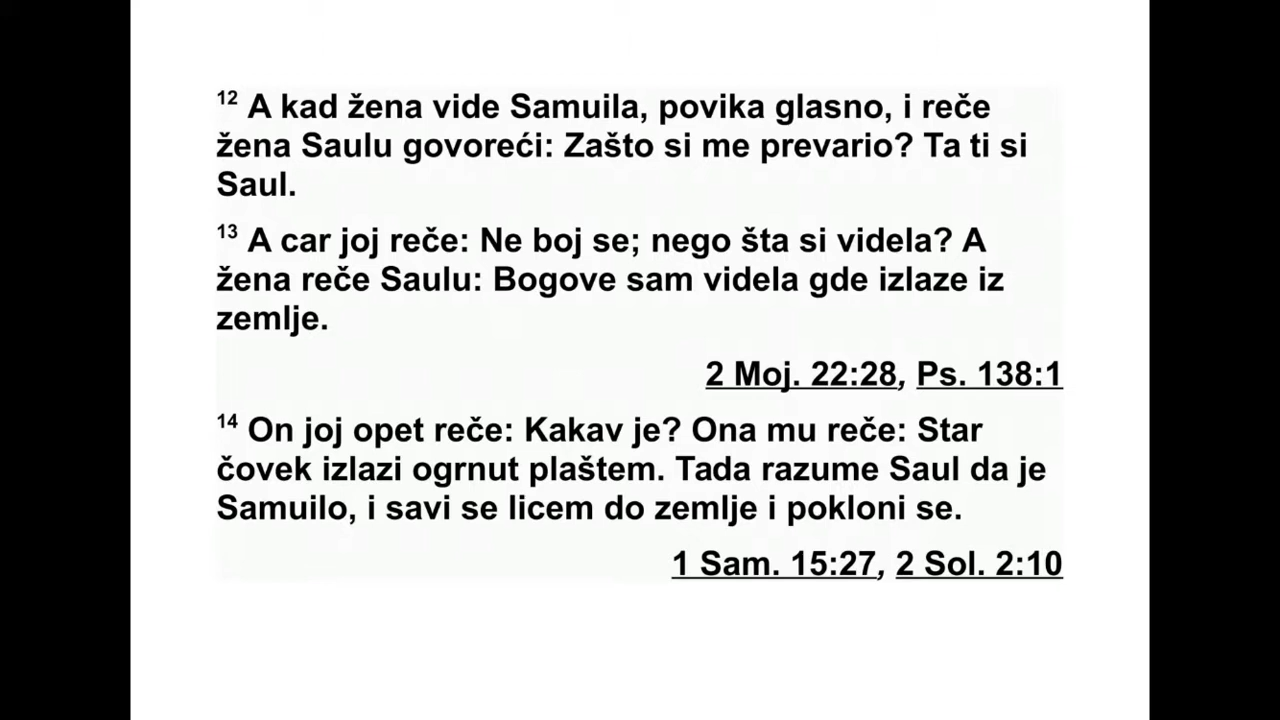 12 A kad žena vide Samuila, povika glasno, i reče
žena Saulu govoreći: Zašto si me prevario? Ta ti si
Saul.
13 A car joj reče: Ne boj se; nego šta si videla? A
žena reče Saulu: Bogove sam videla gde izlaze iz
zemlje.
2 Moj. 22:28, Ps. 138:1
14 On joj opet reče: Kakav je? Ona mu reče: Star
čovek izlazi ogrnut plaštem. Tada razume Saul da je
Samuilo, i savi se licem do zemlje i pokloni se.
1 Sam. 15:27, 2 Sol. 2:10